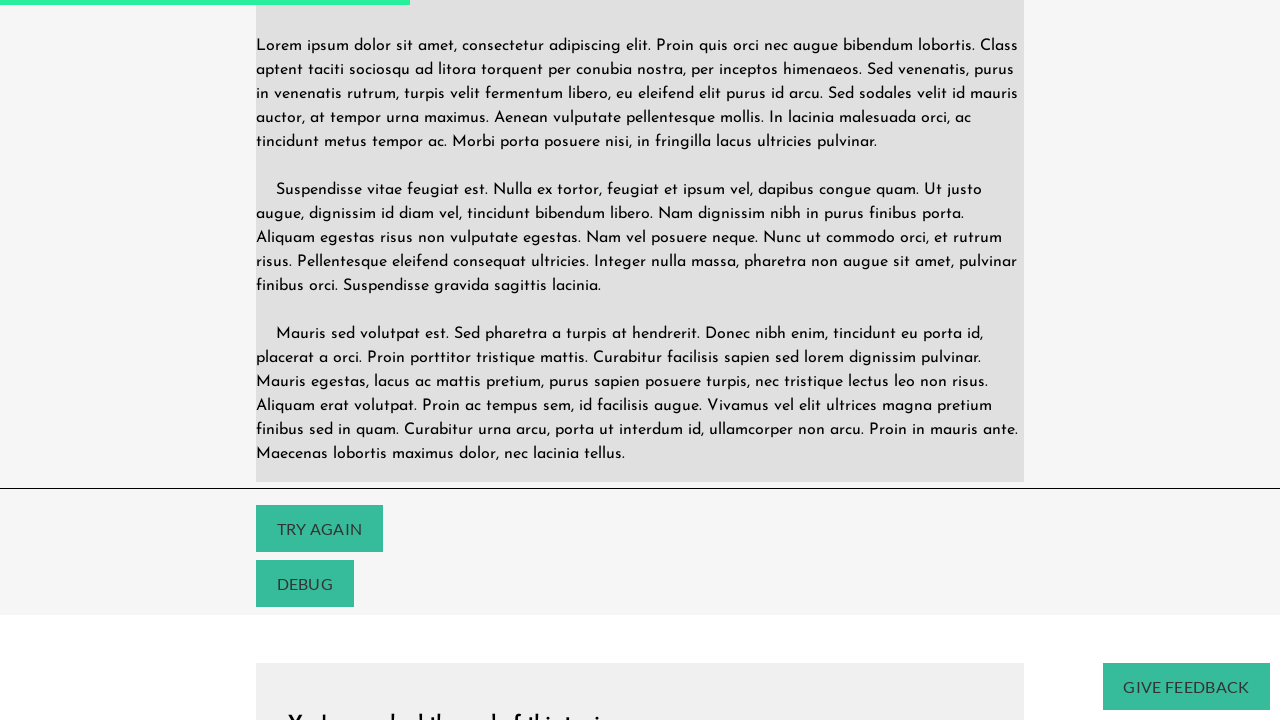 Lorem ipsum dolor sit amet, consectetur adipiscing elit. Proin quis orci nec augue bibendum lobortis. Class
aptent taciti sociosqu ad litora torquent per conubia nostra, per inceptos himenaeos. Sed venenatis, purus
in venenatis rutrum, turpis velit fermentum libero, eu eleifend elit purus id arcu. Sed sodales velit id mauris
auctor, at tempor urna maximus. Aenean vulputate pellentesque mollis. In lacinia malesuada orci, ac
tincidunt metus tempor ac. Morbi porta posuere nisi, in fringilla lacus ultricies pulvinar.
Suspendisse vitae feugiat est. Nulla ex tortor, feugiat et ipsum vel, dapibus congue quam. Ut justo
augue, dignissim id diam vel, tincidunt bibendum libero. Nam dignissim nibh in purus finibus porta.
Aliquam egestas risus non vulputate egestas. Nam vel posuere neque. Nunc ut commodo orci, et rutrum
risus. Pellentesque eleifend consequat ultricies. Integer nulla massa, pharetra non augue sit amet, pulvinar
finibus orci. Suspendisse gravida sagittis lacinia.
Mauris sed volutpat est. Sed pharetra a turpis at hendrerit. Donec nibh enim, tincidunt eu porta id,
placerat a orci. Proin porttitor tristique mattis. Curabitur facilisis sapien sed lorem dignissim pulvinar.
Mauris egestas, lacus ac mattis pretium, purus sapien posuere turpis, nec tristique lectus leo non risus.
Aliquam erat volutpat. Proin ac tempus sem, id facilisis augue. Vivamus vel elit ultrices magna pretium
finibus sed in quam. Curabitur urna arcu, porta ut interdum id, ullamcorper non arcu. Proin in mauris ante.
Maecenas lobortis maximus dolor, nec lacinia tellus.
TRY AGAIN
DEBUG
GIVE FEEDBACK